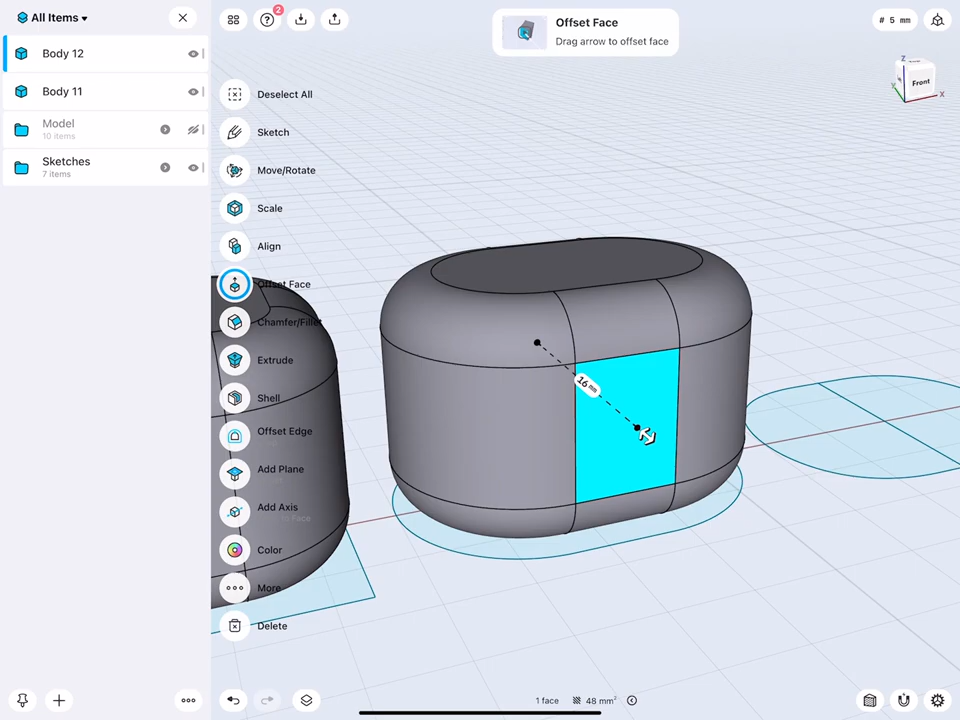 All Items ▾
Body 12
Body 11
Model
10 items
Sketches
7 items
2
Offset Face
Drag arrow to offset face
# 5 mm
Z
Front
X
Y
Deselect All
Sketch
Move/Rotate
Scale
Align
Offset Face
Chamfer/Fillet
Extrude
Shell
Offset Edge
Add Plane
Add Axis
Color
More
Delete
16 mm
1 face
48 mm²